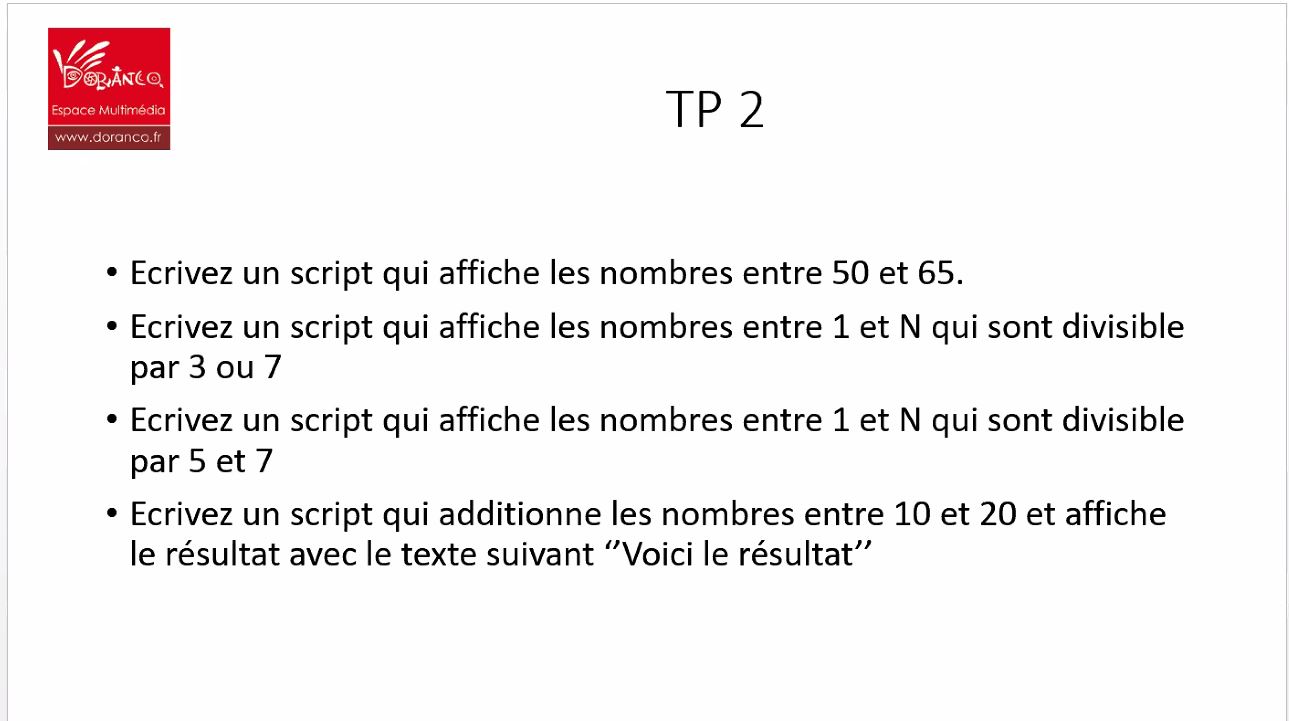 DORANCO
Espace Multimédia
www.doranco.fr
TP 2
• Ecrivez un script qui affiche les nombres entre 50 et 65.
• Ecrivez un script qui affiche les nombres entre 1 et N qui sont divisible
par 3 ou 7
• Ecrivez un script qui affiche les nombres entre 1 et N qui sont divisible
par 5 et 7
• Ecrivez un script qui additionne les nombres entre 10 et 20 et affiche
le résultat avec le texte suivant ‘’Voici le résultat’’